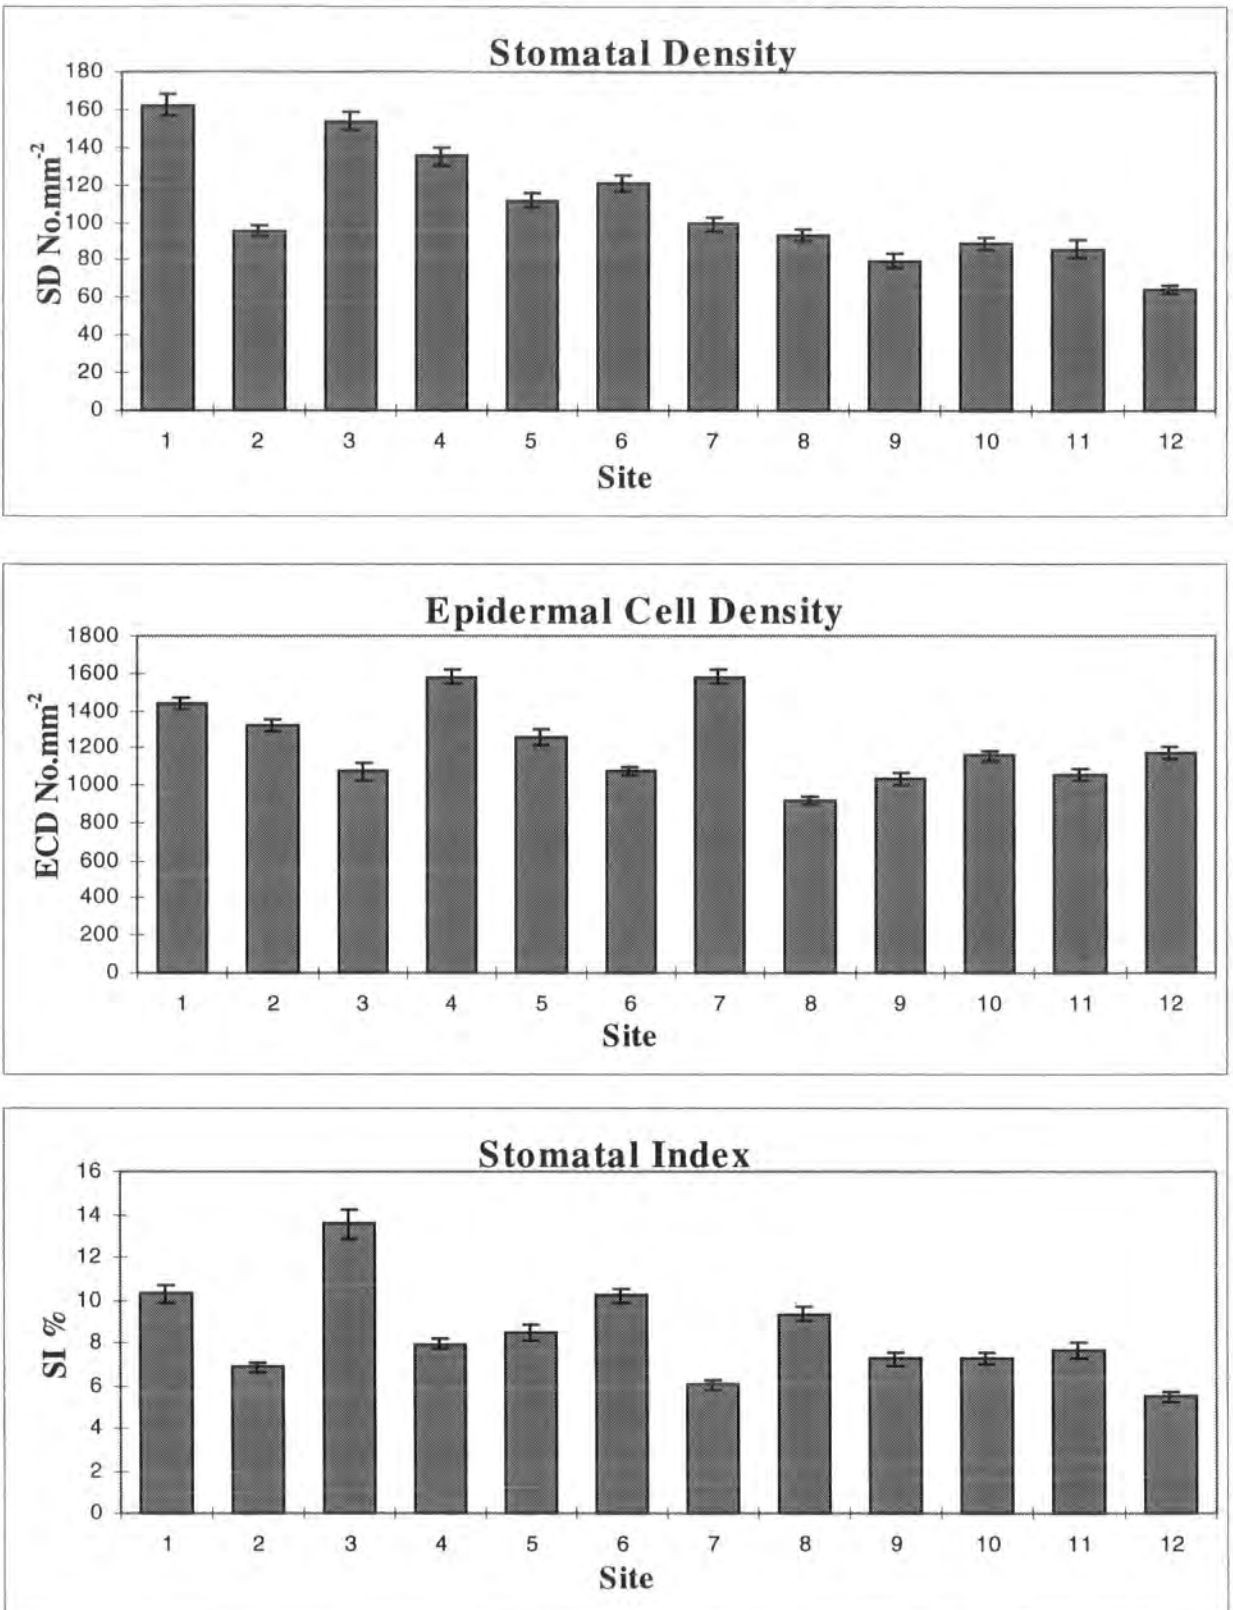 Stomatal Density
180
160
140
120
100
80
60
40
20
0
SD No.mm⁻²
1 2 3 4 5 6 7 8 9 10 11 12
Site
Epidermal Cell Density
1800
1600
1400
1200
1000
800
600
400
200
0
ECD No.mm⁻²
1 2 3 4 5 6 7 8 9 10 11 12
Site
Stomatal Index
16
14
12
10
8
6
4
2
0
SI %
1 2 3 4 5 6 7 8 9 10 11 12
Site